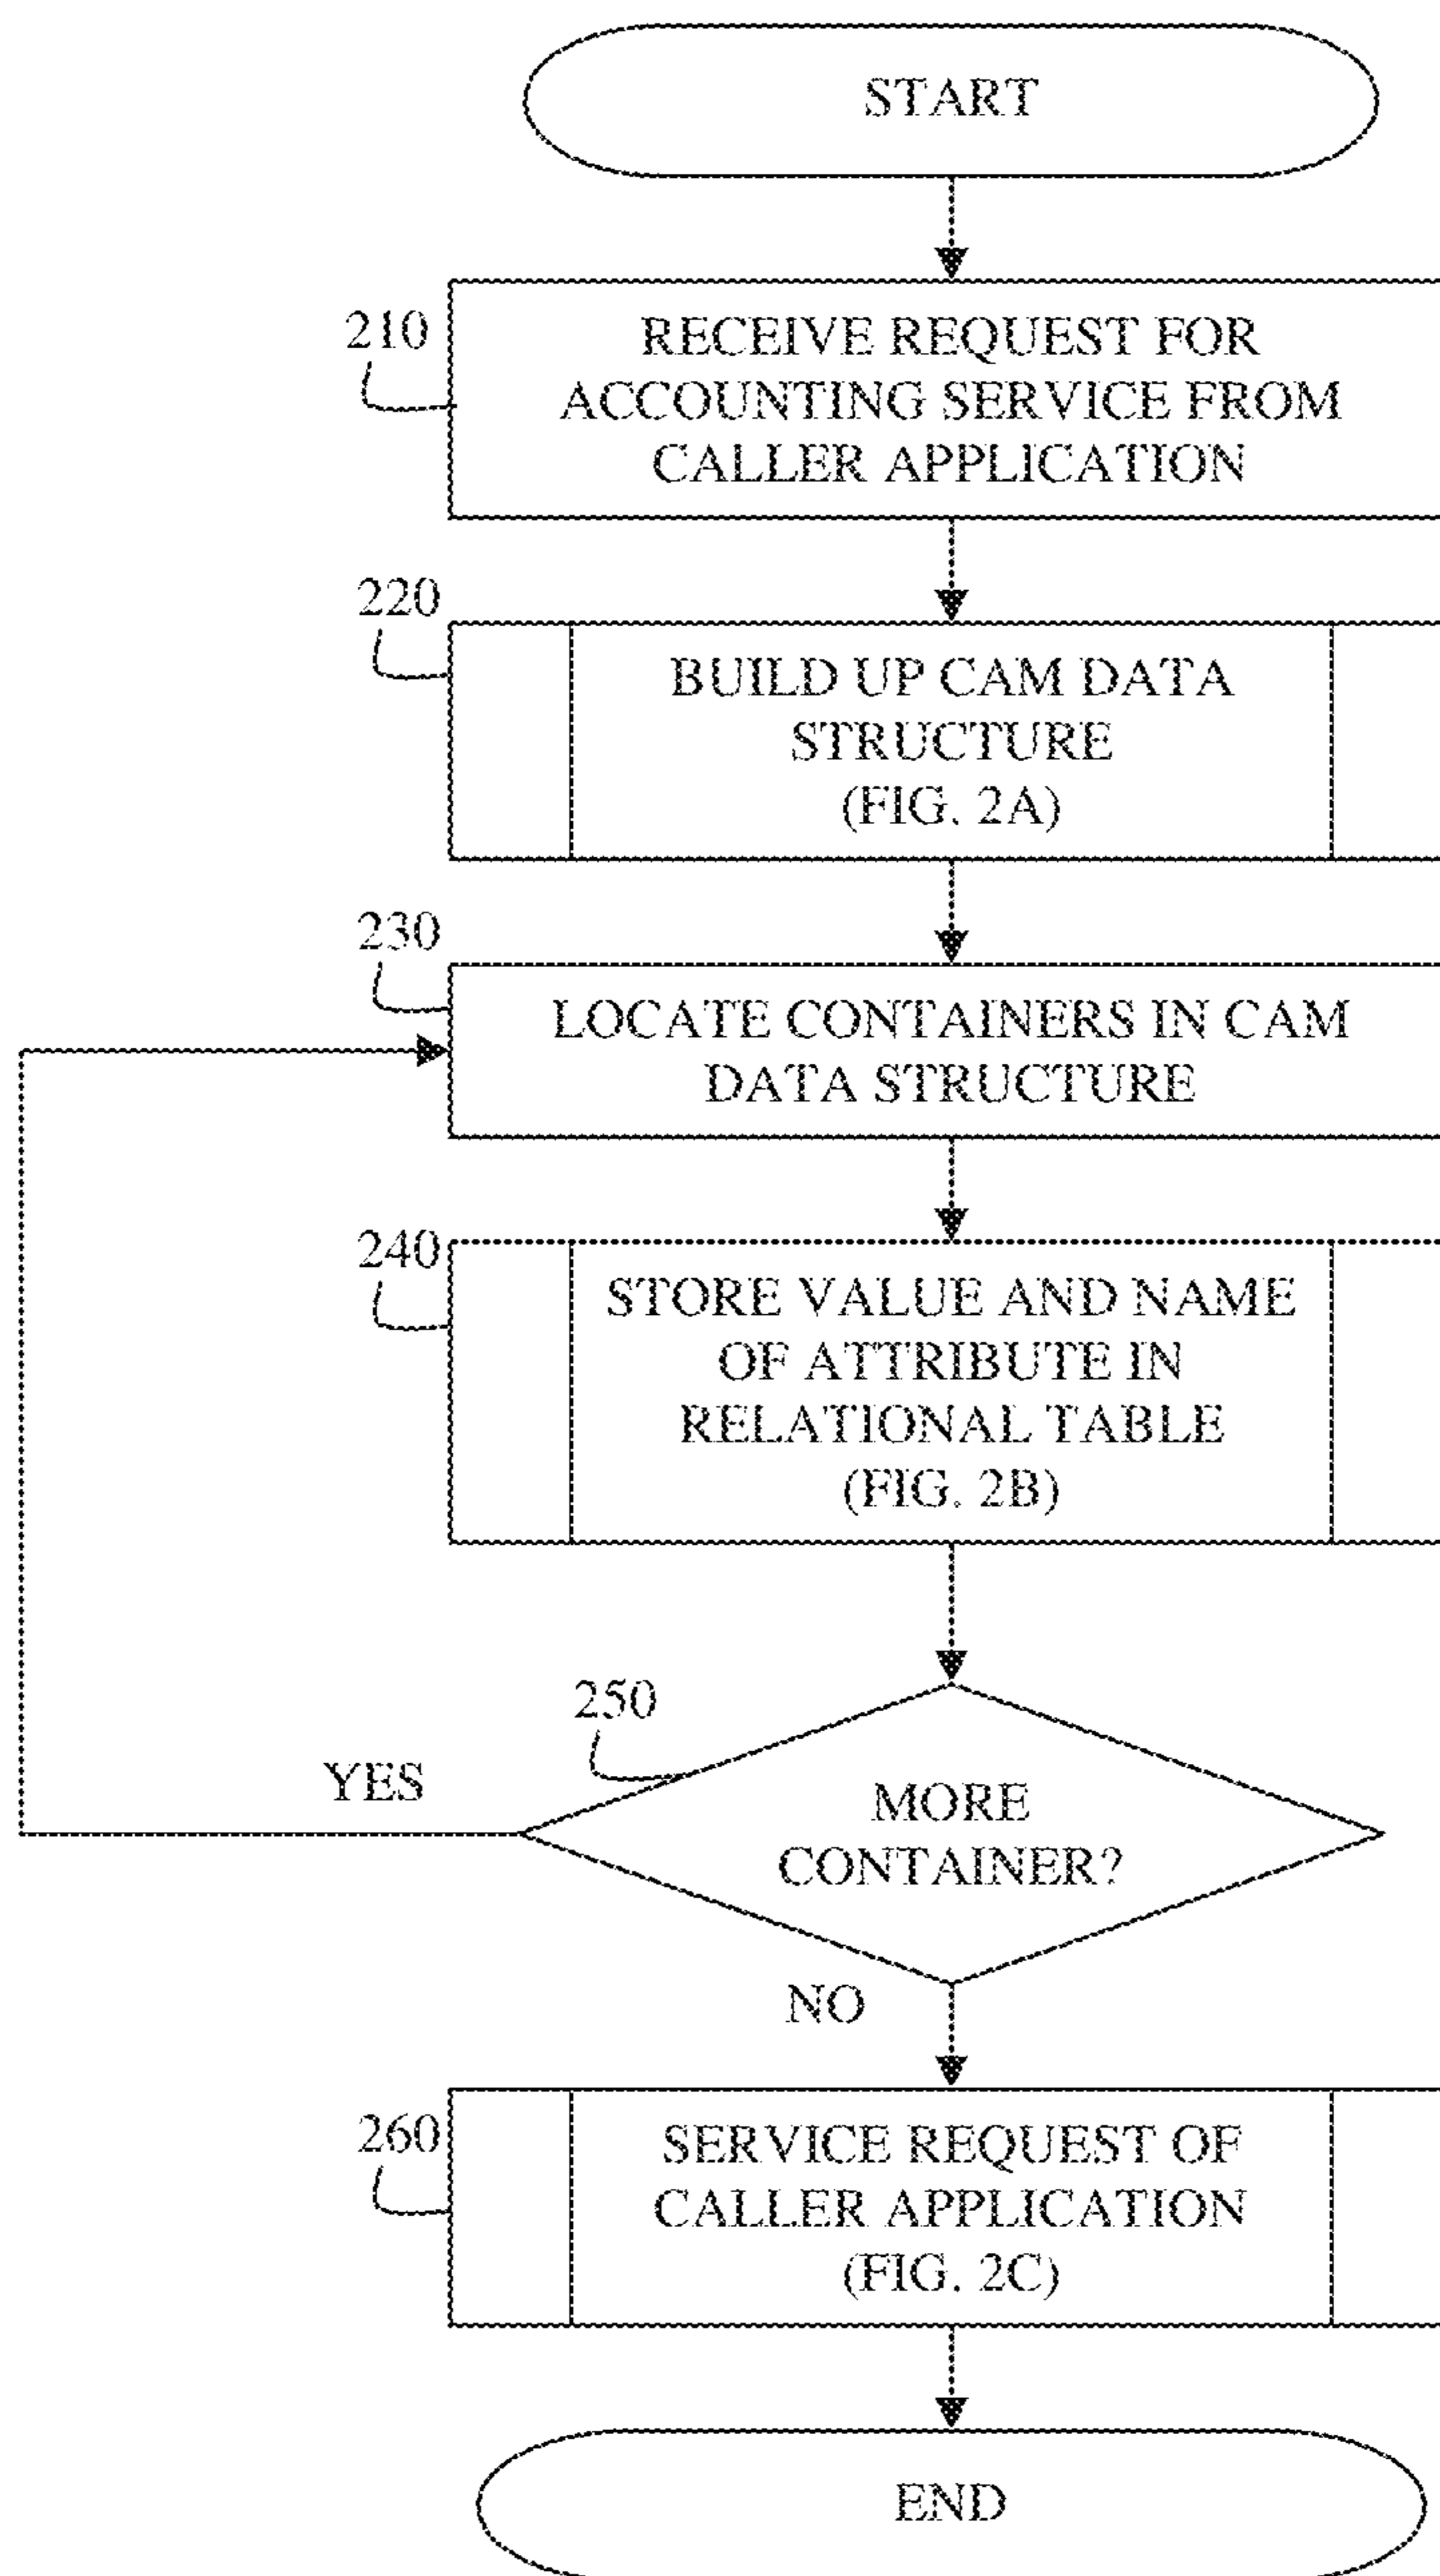 START
210
RECEIVE REQUEST FOR
ACCOUNTING SERVICE FROM
CALLER APPLICATION
220
BUILD UP CAM DATA
STRUCTURE
(FIG. 2A)
230
LOCATE CONTAINERS IN CAM
DATA STRUCTURE
240
STORE VALUE AND NAME
OF ATTRIBUTE IN
RELATIONAL TABLE
(FIG. 2B)
250
YES
MORE
CONTAINER?
NO
260
SERVICE REQUEST OF
CALLER APPLICATION
(FIG. 2C)
END